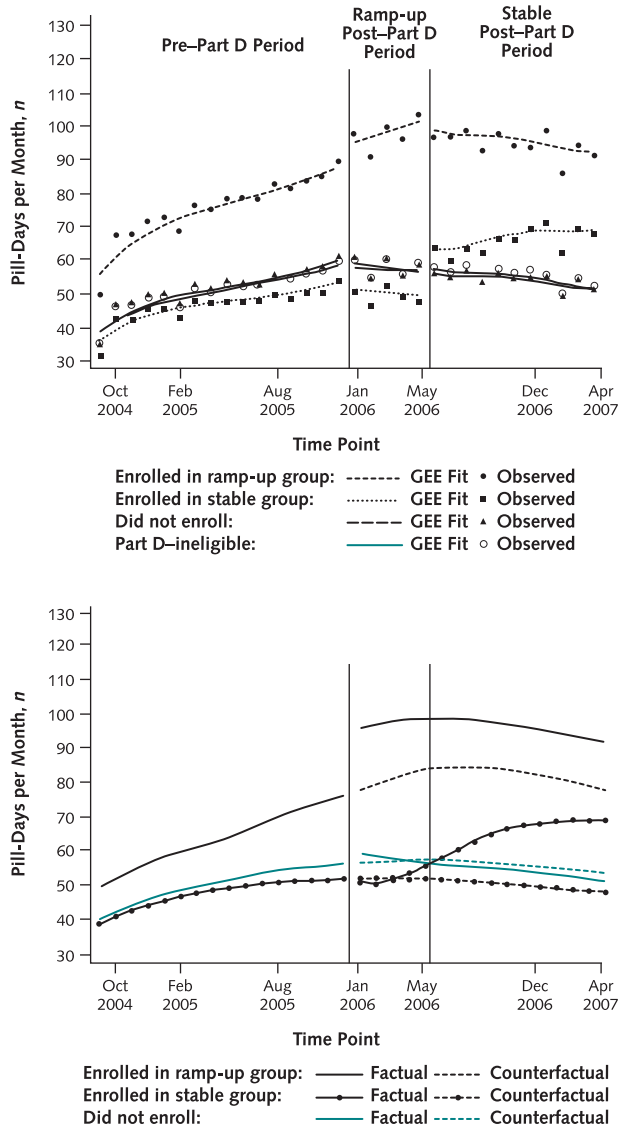 Pre–Part D Period
Ramp-up
Post–Part D
Period
Stable
Post–Part D
Period
Pill-Days per Month, n
130
120
110
100
90
80
70
60
50
40
30
Oct
2004
Feb
2005
Aug
2005
Jan
2006
May
2006
Dec
2006
Apr
2007
Time Point
Enrolled in ramp-up group: GEE Fit Observed
Enrolled in stable group: GEE Fit Observed
Did not enroll: GEE Fit Observed
Part D–ineligible: GEE Fit Observed
Pill-Days per Month, n
130
120
110
100
90
80
70
60
50
40
30
Oct
2004
Feb
2005
Aug
2005
Jan
2006
May
2006
Dec
2006
Apr
2007
Time Point
Enrolled in ramp-up group: Factual Counterfactual
Enrolled in stable group: Factual Counterfactual
Did not enroll: Factual Counterfactual